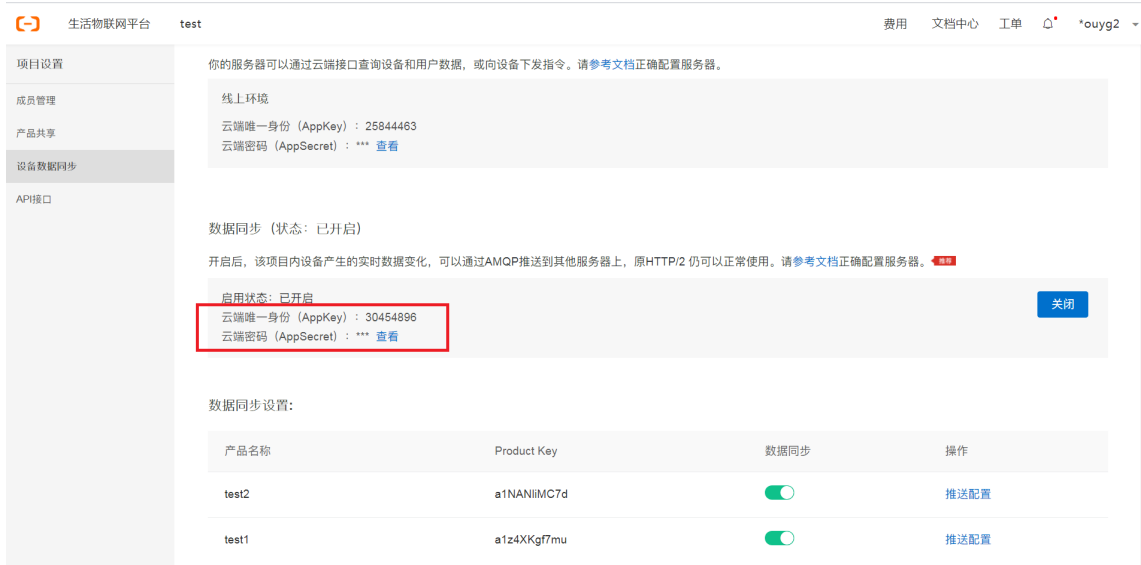 生活物联网平台 test 费用 文档中心 工单 *ouyg2
项目设置
成员管理
产品共享
设备数据同步
API接口
你的服务器可以通过云端接口查询设备和用户数据，或向设备下发指令。请参考文档正确配置服务器。
线上环境
云端唯一身份（AppKey）：25844463
云端密码（AppSecret）：*** 查看
数据同步（状态：已开启）
开启后，该项目内设备产生的实时数据变化，可以通过AMQP推送到其他服务器上，原HTTP/2 仍可以正常使用。请参考文档正确配置服务器。 推荐
启用状态：已开启
关闭
云端唯一身份（AppKey）：30454896
云端密码（AppSecret）：*** 查看
数据同步设置：
产品名称 Product Key 数据同步 操作
test2 a1NANliMC7d 推送配置
test1 a1z4XKgf7mu 推送配置